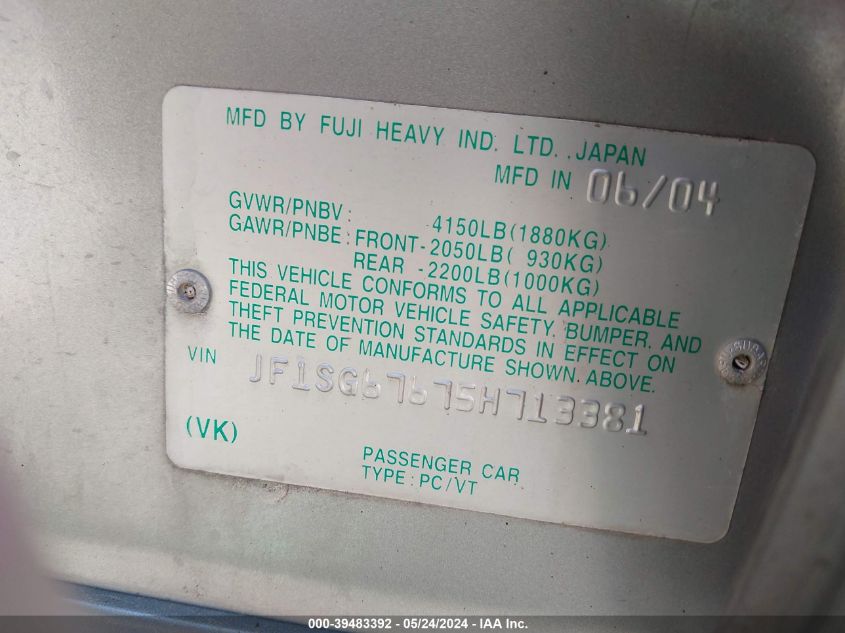 MFD BY FUJI HEAVY IND. LTD., JAPAN
MFD IN 06/04
GVWR/PNBV : 4150LB(1880KG)
GAWR/PNBE : FRONT-2050LB( 930KG)
REAR -2200LB(1000KG)
THIS VEHICLE CONFORMS TO ALL APPLICABLE
FEDERAL MOTOR VEHICLE SAFETY, BUMPER, AND
THEFT PREVENTION STANDARDS IN EFFECT ON
THE DATE OF MANUFACTURE SHOWN. ABOVE.
VIN JF1SG67675H713381
(VK)
PASSENGER CAR
TYPE : PC/VT
000-39483392 - 05/24/2024 - IAA Inc.